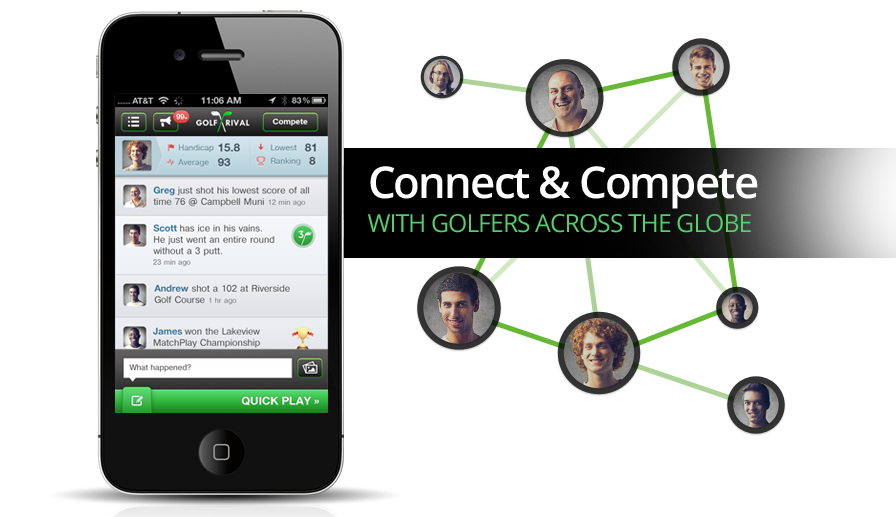 AT&T 11:06 AM 83%
99+
GOLF RIVAL Compete
Handicap 15.8 Lowest 81
Average 93 Ranking 8
Greg just shot his lowest score of all
time 76 @ Campbell Muni 12 min ago
Scott has ice in his vains.
He just went an entire round
without a 3 putt.
23 min ago
3
Andrew shot a 102 at Riverside
Golf Course 1 hr ago
James won the Lakeview
MatchPlay Championship
What happened?
QUICK PLAY »
Connect & Compete
WITH GOLFERS ACROSS THE GLOBE